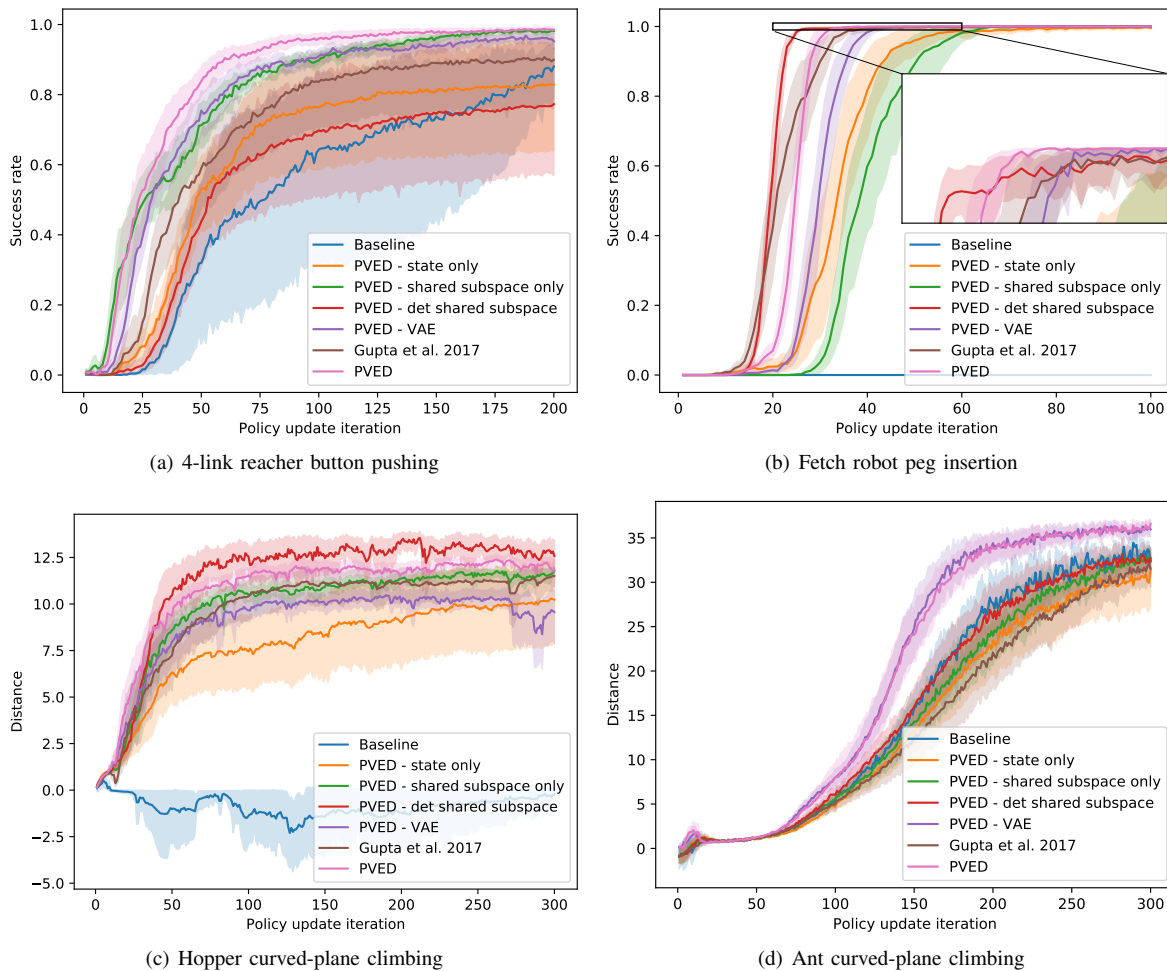 1.0
0.8
0.6
0.4
0.2
0.0
Success rate
Baseline
PVED - state only
PVED - shared subspace only
PVED - det shared subspace
PVED - VAE
Gupta et al. 2017
PVED
0 25 50 75 100 125 150 175 200
Policy update iteration
(a) 4-link reacher button pushing
1.0
0.8
0.6
0.4
0.2
0.0
Success rate
Baseline
PVED - state only
PVED - shared subspace only
PVED - det shared subspace
PVED - VAE
Gupta et al. 2017
PVED
0 20 40 60 80 100
Policy update iteration
(b) Fetch robot peg insertion
12.5
10.0
7.5
5.0
2.5
0.0
−2.5
−5.0
Distance
Baseline
PVED - state only
PVED - shared subspace only
PVED - det shared subspace
PVED - VAE
Gupta et al. 2017
PVED
0 50 100 150 200 250 300
Policy update iteration
(c) Hopper curved-plane climbing
35
30
25
20
15
10
5
0
Distance
Baseline
PVED - state only
PVED - shared subspace only
PVED - det shared subspace
PVED - VAE
Gupta et al. 2017
PVED
0 50 100 150 200 250 300
Policy update iteration
(d) Ant curved-plane climbing